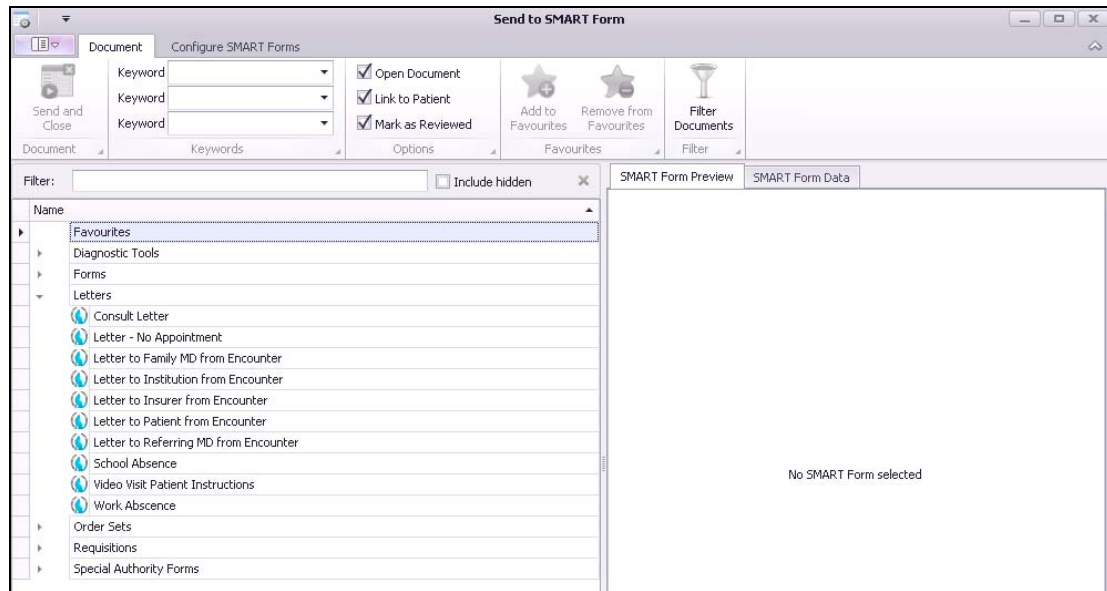 Send to SMART Form
Document Configure SMART Forms
Send and Close
Keyword
Keyword
Keyword
Open Document
Link to Patient
Mark as Reviewed
Add to Favourites
Remove from Favourites
Filter Documents
Document Keywords Options Favourites Filter
Filter: Include hidden
SMART Form Preview SMART Form Data
Name
Favourites
Diagnostic Tools
Forms
Letters
Consult Letter
Letter - No Appointment
Letter to Family MD from Encounter
Letter to Institution from Encounter
Letter to Insurer from Encounter
Letter to Patient from Encounter
Letter to Referring MD from Encounter
School Absence
Video Visit Patient Instructions
Work Abscence
Order Sets
Requisitions
Special Authority Forms
No SMART Form selected